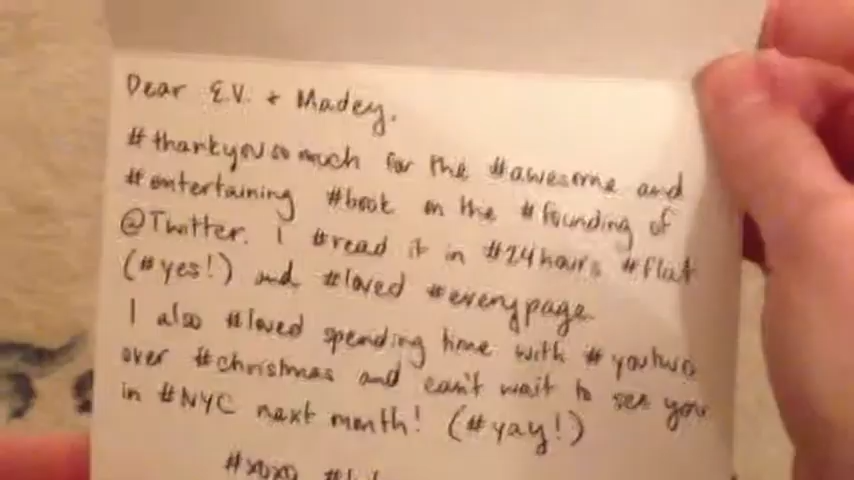 Dear E.V. + Madey,
#thankyousomuch for the #awesome and
#entertaining #book on the #founding of
@Twitter. I #read it in #24hours #flat
(#yes!) and #loved #everypage
I also #loved spending time with #youtwo
over #christmas and can't wait to see you
in #NYC next month! (#yay!)
#xoxo